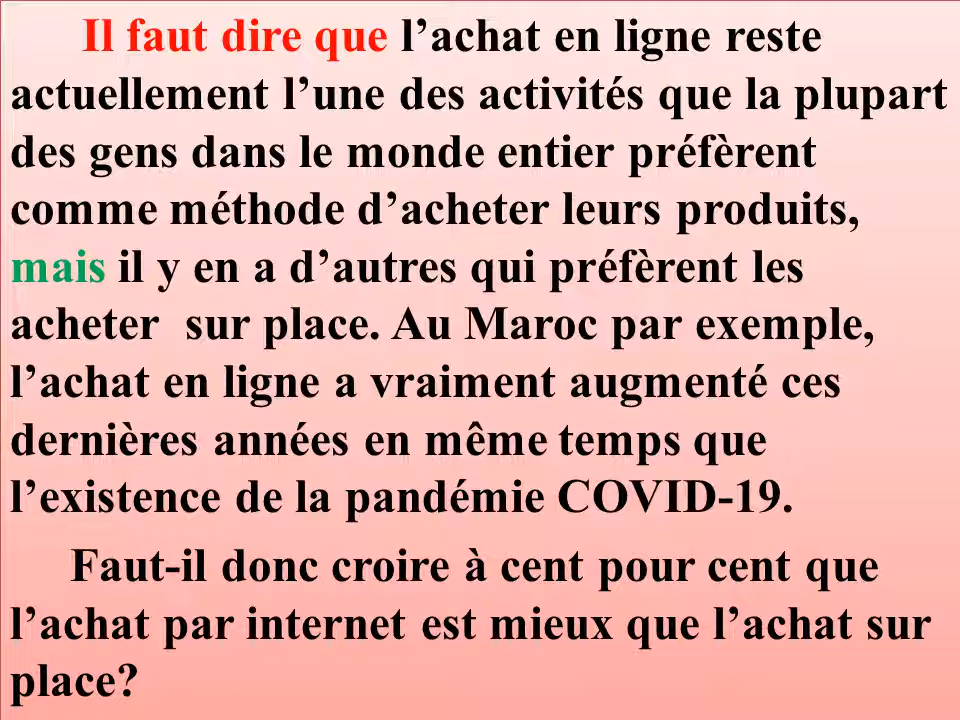 Il faut dire que l’achat en ligne reste
actuellement l’une des activités que la plupart
des gens dans le monde entier préfèrent
comme méthode d’acheter leurs produits,
mais il y en a d’autres qui préfèrent les
acheter  sur place. Au Maroc par exemple,
l’achat en ligne a vraiment augmenté ces
dernières années en même temps que
l’existence de la pandémie COVID-19.
Faut-il donc croire à cent pour cent que
l’achat par internet est mieux que l’achat sur
place?